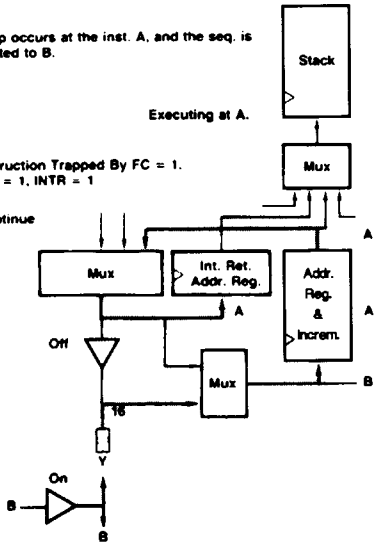 p occurs at the inst. A, and the seq. is
ted to B.
Stack
Executing at A.
ruction Trapped By FC = 1.
= 1, INTR = 1
Mux
ntinue
A
Mux
Int. Ret.
Addr. Reg.
Addr.
Reg.
&
Increm.
A
A
Off
Mux
B
16
Y
On
B
B